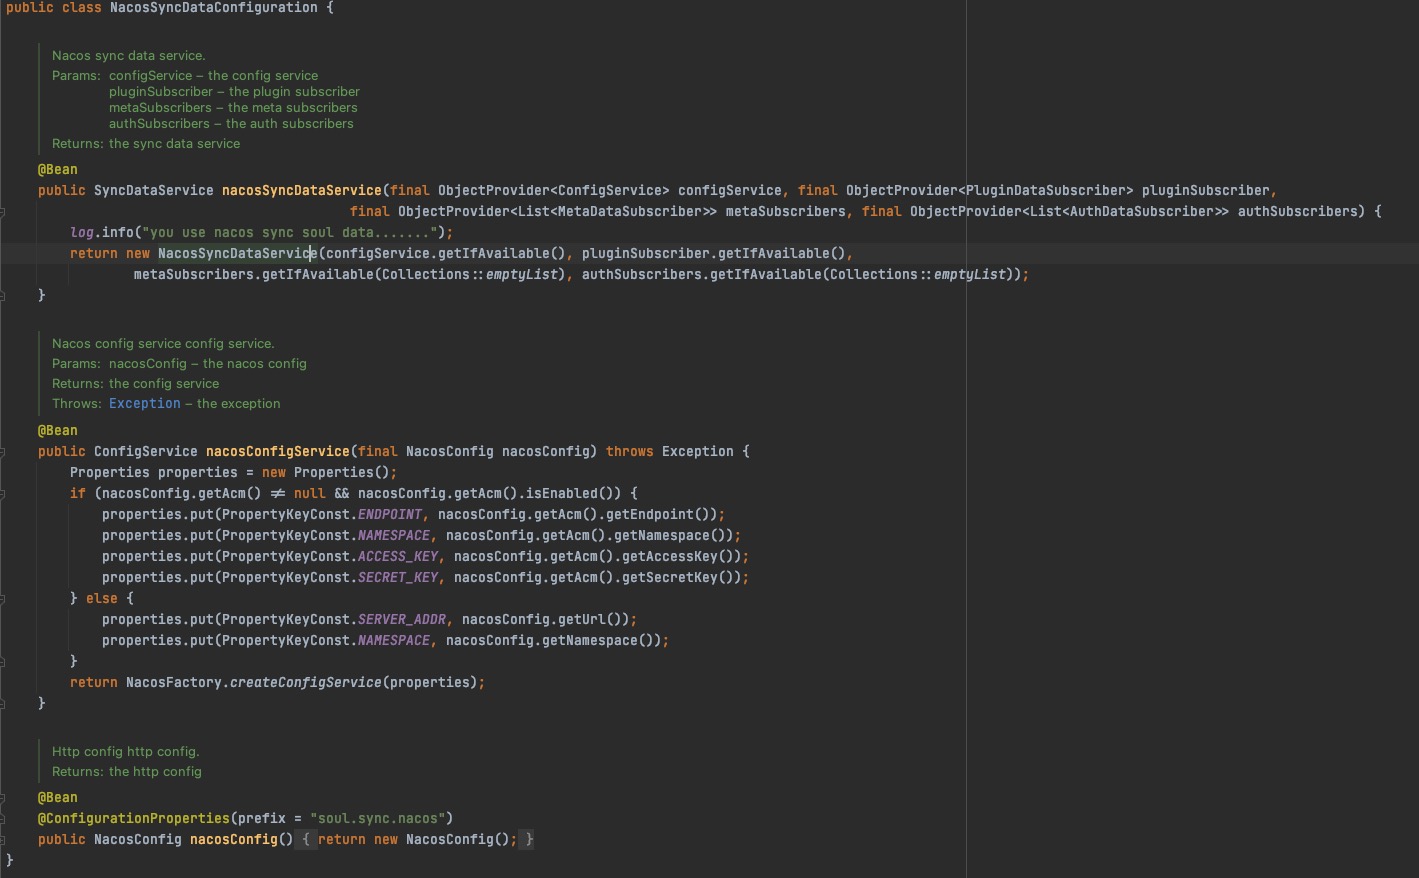 public class NacosSyncDataConfiguration {
Nacos sync data service.
Params: configService – the config service
pluginSubscriber – the plugin subscriber
metaSubscribers – the meta subscribers
authSubscribers – the auth subscribers
Returns: the sync data service
@Bean
public SyncDataService nacosSyncDataService(final ObjectProvider<ConfigService> configService, final ObjectProvider<PluginDataSubscriber> pluginSubscriber,
final ObjectProvider<List<MetaDataSubscriber>> metaSubscribers, final ObjectProvider<List<AuthDataSubscriber>> authSubscribers) {
log.info("you use nacos sync soul data.......");
return new NacosSyncDataService(configService.getIfAvailable(), pluginSubscriber.getIfAvailable(),
metaSubscribers.getIfAvailable(Collections::emptyList), authSubscribers.getIfAvailable(Collections::emptyList));
}
Nacos config service config service.
Params: nacosConfig – the nacos config
Returns: the config service
Throws: Exception – the exception
@Bean
public ConfigService nacosConfigService(final NacosConfig nacosConfig) throws Exception {
Properties properties = new Properties();
if (nacosConfig.getAcm() ≠ null && nacosConfig.getAcm().isEnabled()) {
properties.put(PropertyKeyConst.ENDPOINT, nacosConfig.getAcm().getEndpoint());
properties.put(PropertyKeyConst.NAMESPACE, nacosConfig.getAcm().getNamespace());
properties.put(PropertyKeyConst.ACCESS_KEY, nacosConfig.getAcm().getAccessKey());
properties.put(PropertyKeyConst.SECRET_KEY, nacosConfig.getAcm().getSecretKey());
} else {
properties.put(PropertyKeyConst.SERVER_ADDR, nacosConfig.getUrl());
properties.put(PropertyKeyConst.NAMESPACE, nacosConfig.getNamespace());
}
return NacosFactory.createConfigService(properties);
}
Http config http config.
Returns: the http config
@Bean
@ConfigurationProperties(prefix = "soul.sync.nacos")
public NacosConfig nacosConfig() { return new NacosConfig(); }
}